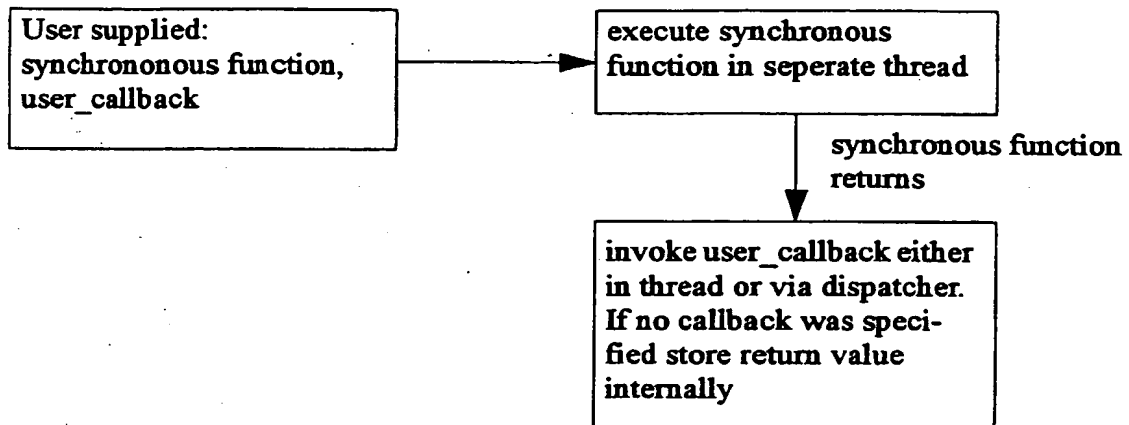 User supplied:
synchrononous function,
user_callback
execute synchronous
function in seperate thread
synchronous function
returns
invoke user_callback either
in thread or via dispatcher.
If no callback was speci-
fied store return value
internally